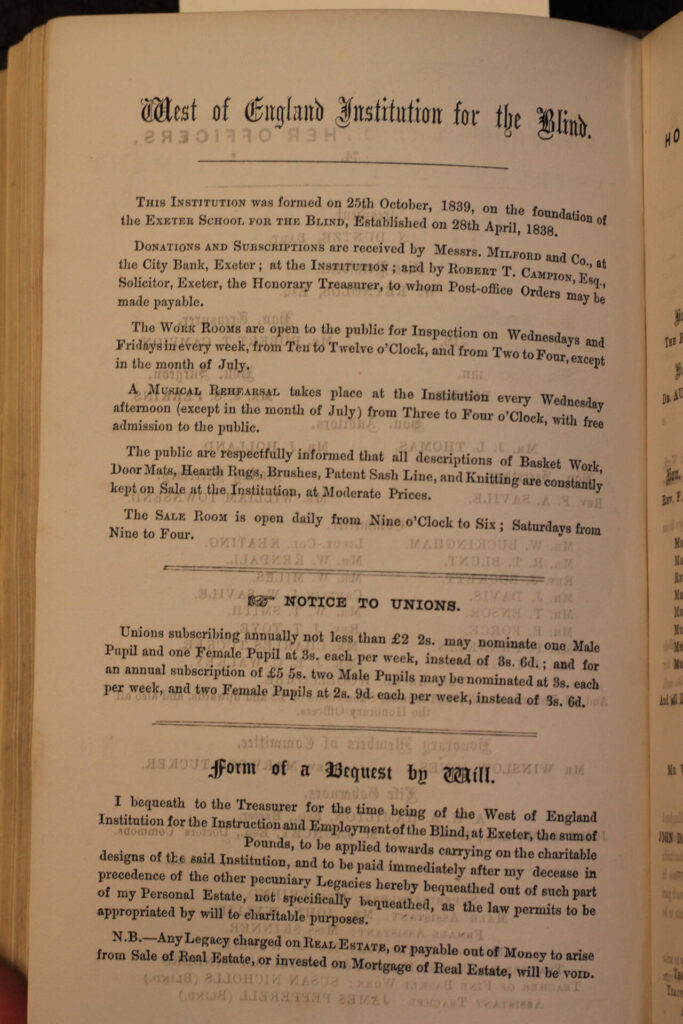 West of England Institution for the Blind.
THIS INSTITUTION was formed on 25th October, 1839, on the foundation of
the EXETER SCHOOL FOR THE BLIND, Established on 28th April, 1838.
DONATIONS AND SUBSCRIPTIONS are received by Messrs. MILFORD and Co., at
the City Bank, Exeter; at the INSTITUTION; and by ROBERT T. CAMPION, Esq.,
Solicitor, Exeter, the Honorary Treasurer, to whom Post-office Orders may be
made payable.
The WORK ROOMS are open to the public for Inspection on Wednesdays and
Fridays in every week, from Ten to Twelve o'Clock, and from Two to Four, except
in the month of July.
A MUSICAL REHEARSAL takes place at the Institution every Wednesday
afternoon (except in the month of July) from Three to Four o'Clock, with free
admission to the public.
The public are respectfully informed that all descriptions of Basket Work,
Door Mats, Hearth Rugs, Brushes, Patent Sash Line, and Knitting are constantly
kept on Sale at the Institution, at Moderate Prices.
The SALE ROOM is open daily from Nine o'Clock to Six; Saturdays from
Nine to Four.
☞ NOTICE TO UNIONS.
Unions subscribing annually not less than £2 2s. may nominate one Male
Pupil and one Female Pupil at 3s. each per week, instead of 3s. 6d.; and for
an annual subscription of £5 5s. two Male Pupils may be nominated at 3s. each
per week, and two Female Pupils at 2s. 9d. each per week, instead of 3s. 6d.
Form of a Bequest by Will.
I bequeath to the Treasurer for the time being of the West of England
Institution for the Instruction and Employment of the Blind, at Exeter, the sum of
Pounds, to be applied towards carrying on the charitable
designs of the said Institution, and to be paid immediately after my decease in
precedence of the other pecuniary Legacies hereby bequeathed out of such part
of my Personal Estate, not specifically bequeathed, as the law permits to be
appropriated by will to charitable purposes.
N.B.—Any Legacy charged on REAL ESTATE, or payable out of Money to arise
from Sale of Real Estate, or invested on Mortgage of Real Estate, will be VOID.